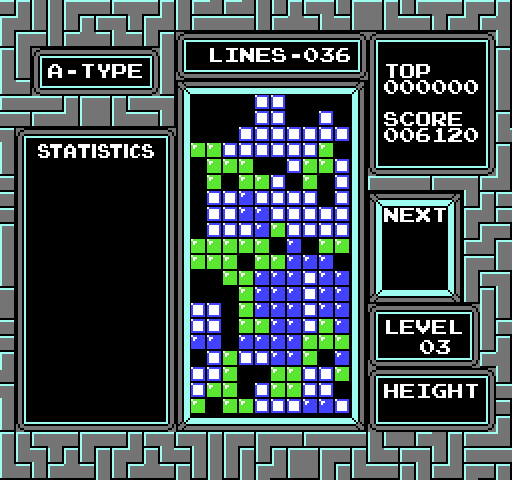 LINES-036
A-TYPE
TOP
000000
SCORE
006120
STATISTICS
NEXT
LEVEL
03
HEIGHT